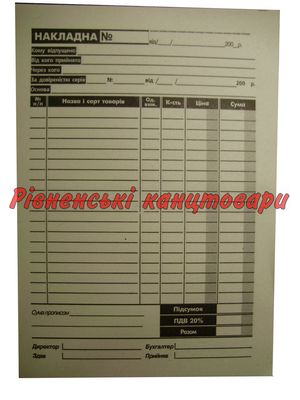 НАКЛАДНА № від/ / 200_р.
Кому відпущено
Від кого прийнято
Через кого
За довіреністю серія № від / / 200 р.
Основа
№ п/п Назва і сорт товарів Од. вим. К-сть Ціна Сума
Рівненські канцтовари
Сума прописом Підсумок
ПДВ 20%
Разом
Директор Бухгалтер
Здав Прийняв